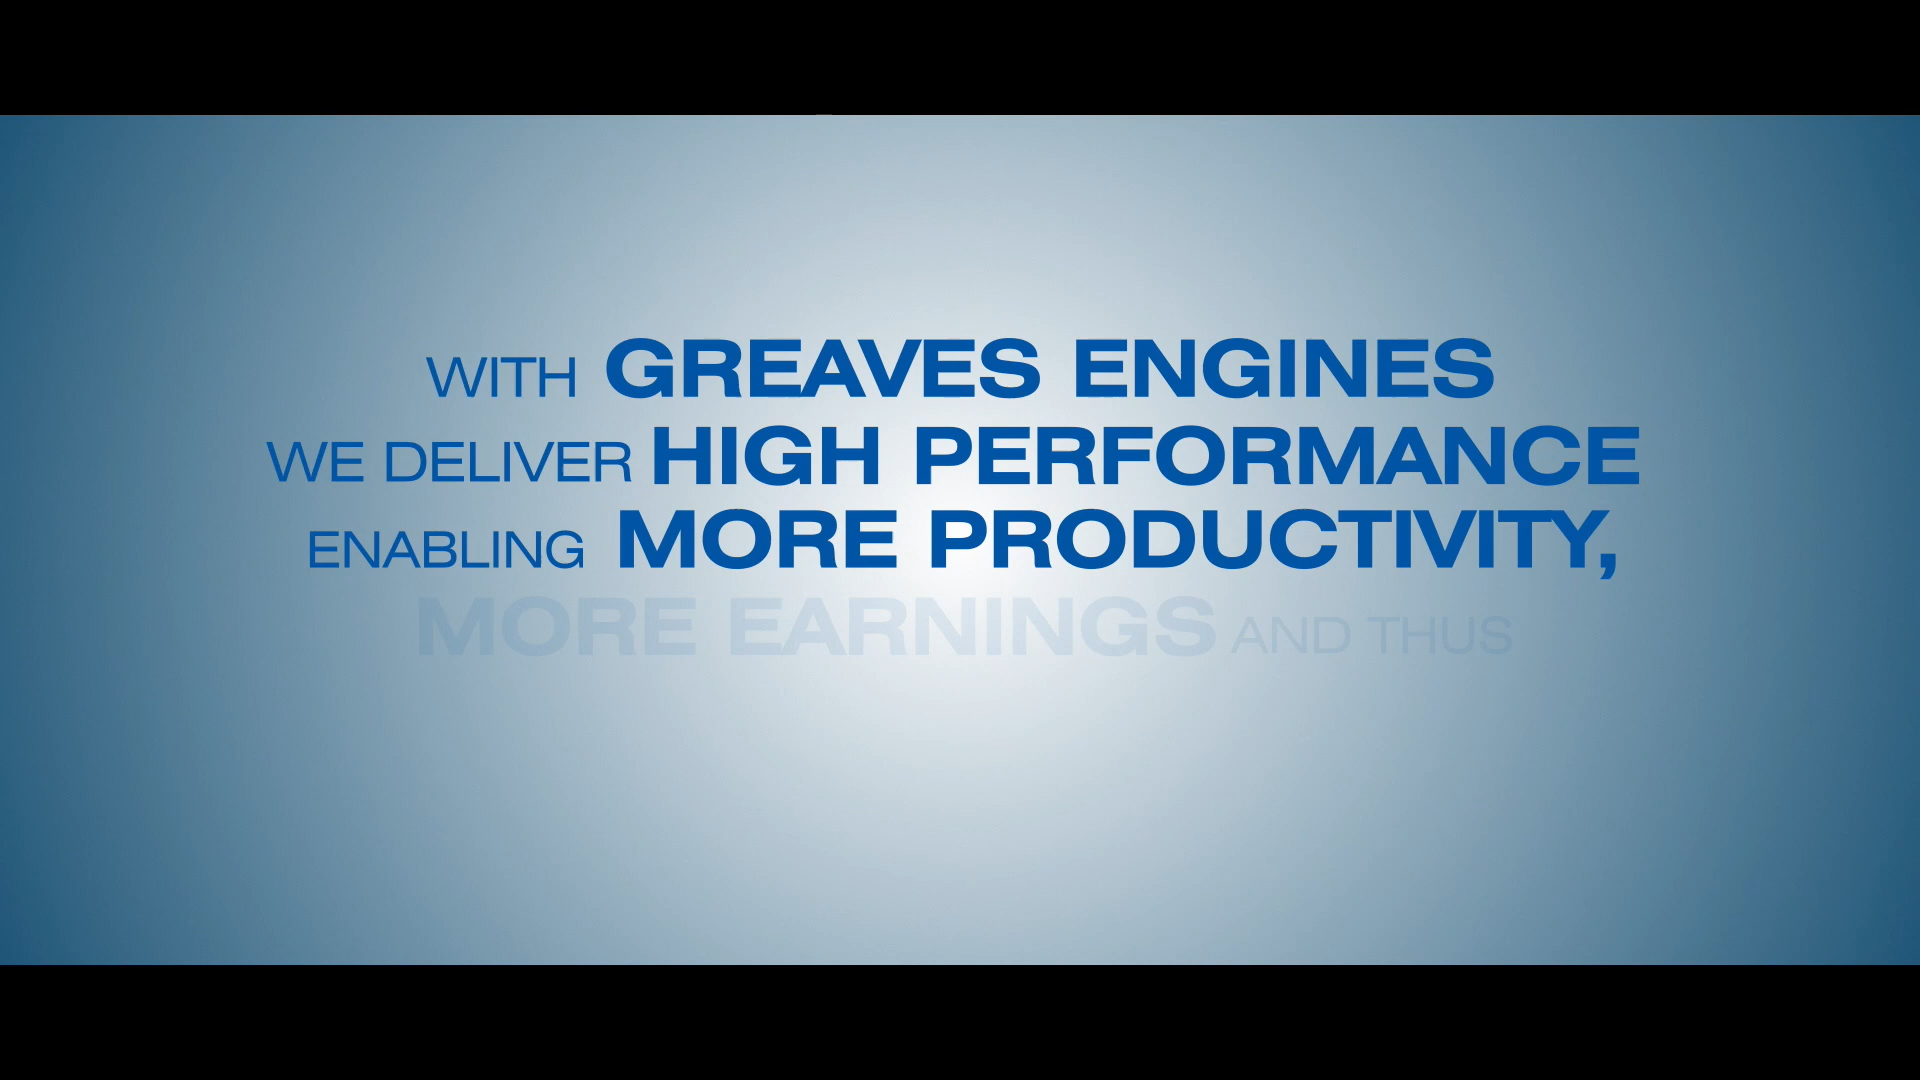 WITH GREAVES ENGINES
WE DELIVER HIGH PERFORMANCE
ENABLING MORE PRODUCTIVITY,
MORE EARNINGS AND THUS